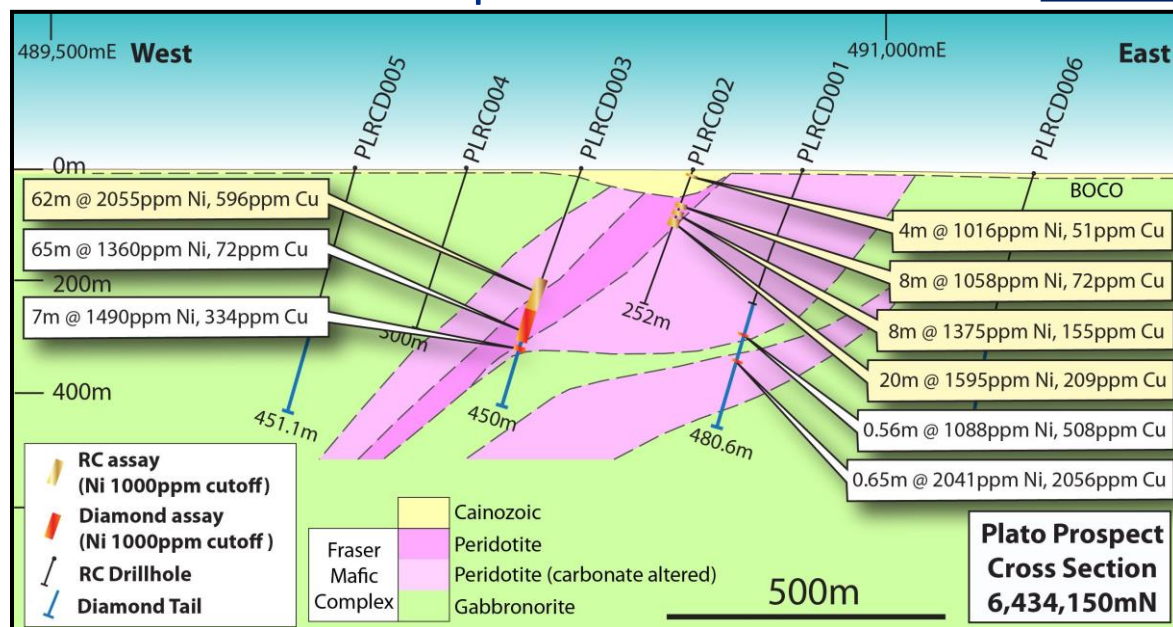 489,500mE
West
491,000mE
East
PLRCD005
PLRC004
PLRCD003
PLRC002
PLRCD001
PLRCD006
0m
BOCO
62m @ 2055ppm Ni, 596ppm Cu
65m @ 1360ppm Ni, 72ppm Cu
7m @ 1490ppm Ni, 334ppm Cu
200m
400m
4m @ 1016ppm Ni, 51ppm Cu
8m @ 1058ppm Ni, 72ppm Cu
8m @ 1375ppm Ni, 155ppm Cu
20m @ 1595ppm Ni, 209ppm Cu
0.56m @ 1088ppm Ni, 508ppm Cu
0.65m @ 2041ppm Ni, 2056ppm Cu
451.1m
300m
450m
252m
480.6m
RC assay
(Ni 1000ppm cutoff)
Diamond assay
(Ni 1000ppm cutoff)
RC Drillhole
Diamond Tail
Fraser
Mafic
Complex
Cainozoic
Peridotite
Peridotite (carbonate altered)
Gabbronorite
500m
Plato Prospect
Cross Section
6,434,150mN